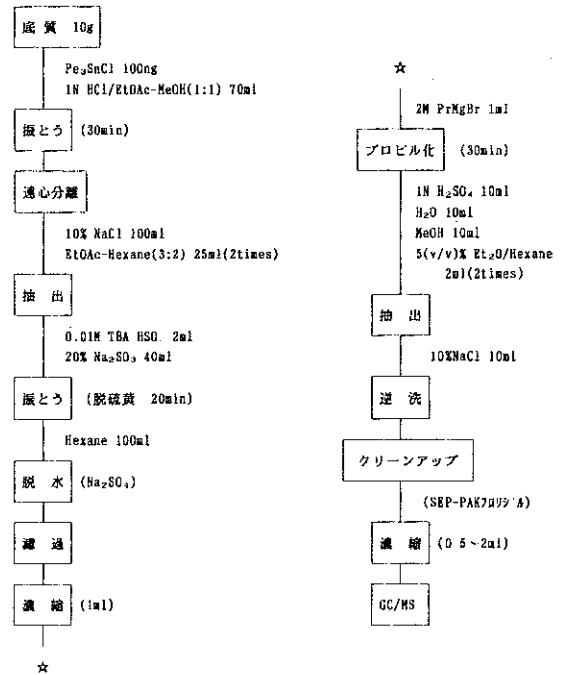 底 質 10g
Pe₃SnCl 100ng
1N HCl/EtOAc-MeOH(1:1) 70ml
振とう (30min)
遠心分離
10% NaCl 100ml
EtOAc-Hexane(3:2) 25ml(2times)
抽 出
0.01M TBA HSO 2ml
20% Na₂SO₃ 40ml
振とう (脱硫黄 20min)
Hexane 100ml
脱 水 (Na₂SO₄)
濾 過
濃 縮 (1ml)
☆
☆
2M PrMgBr 1ml
プロピル化 (30min)
1N H₂SO₄ 10ml
H₂O 10ml
MeOH 10ml
5(v/v)% Et₂O/Hexane
2ml(2times)
抽 出
10%NaCl 10ml
逆 洗
クリーンアップ
(SEP-PAKフロリジル)
濃 縮 (0 5~2ml)
GC/MS